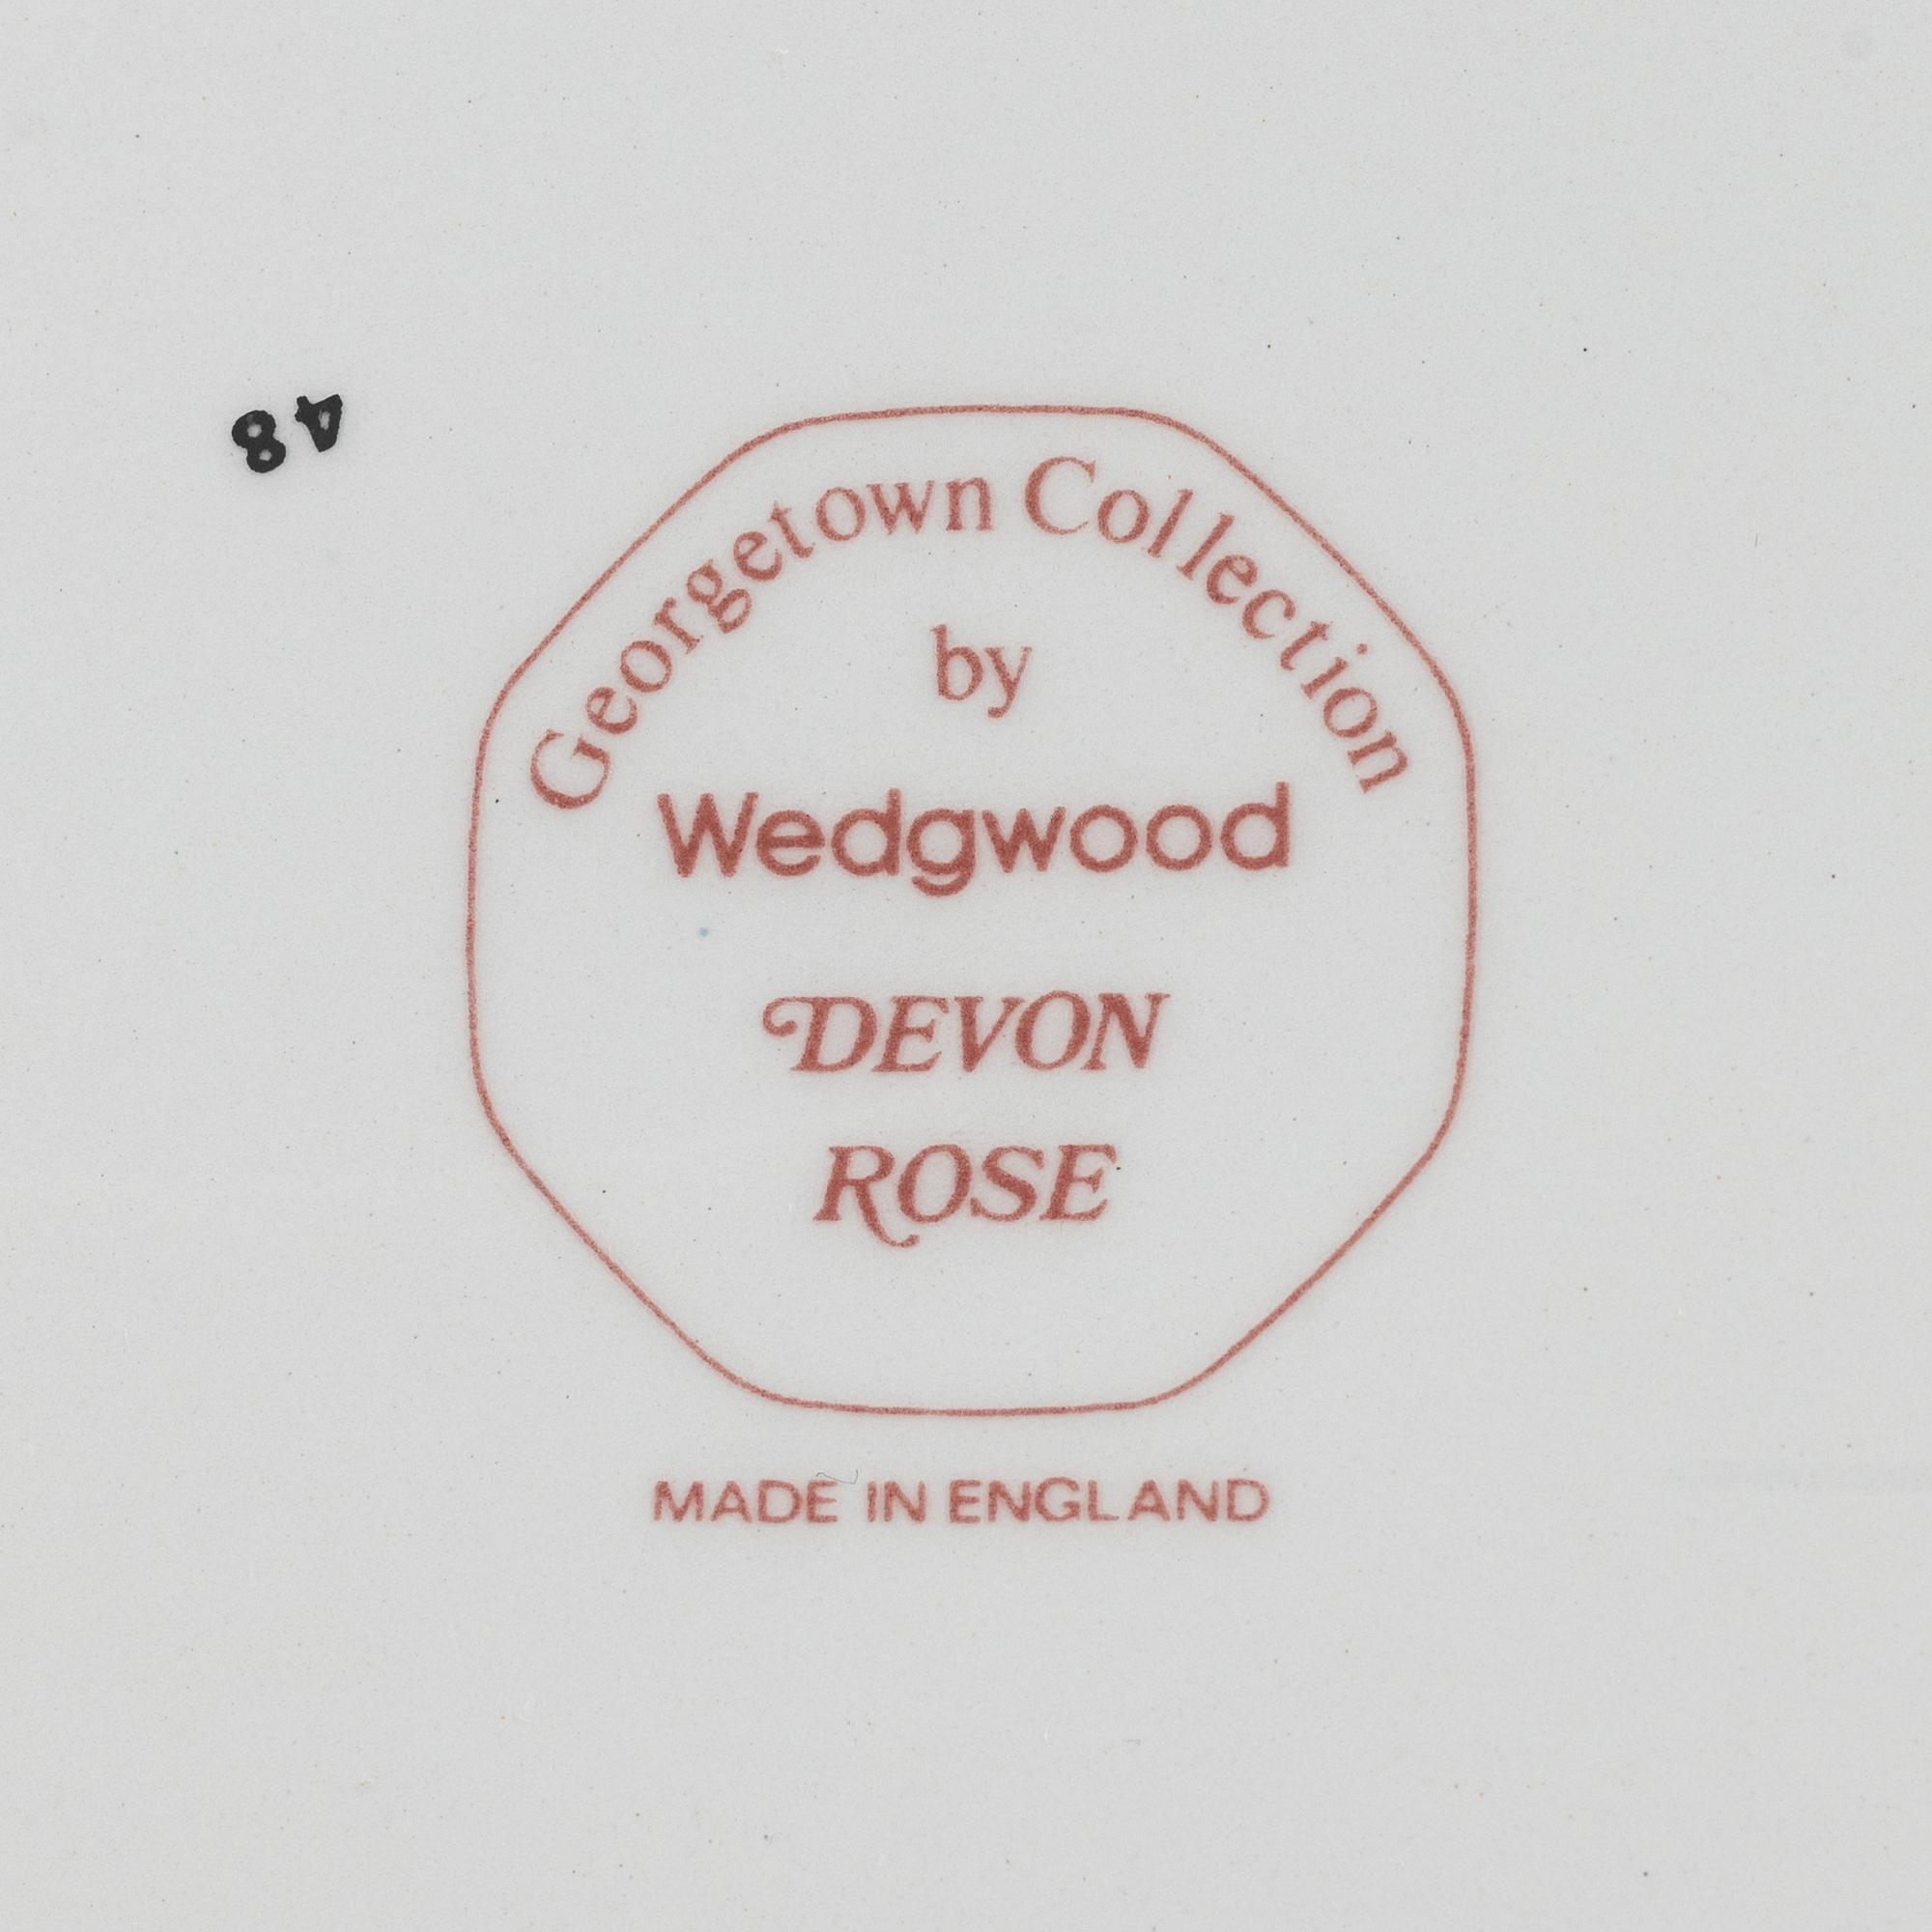 48
Georgetown Collection
by
Wedgwood
DEVON
ROSE
MADE IN ENGLAND